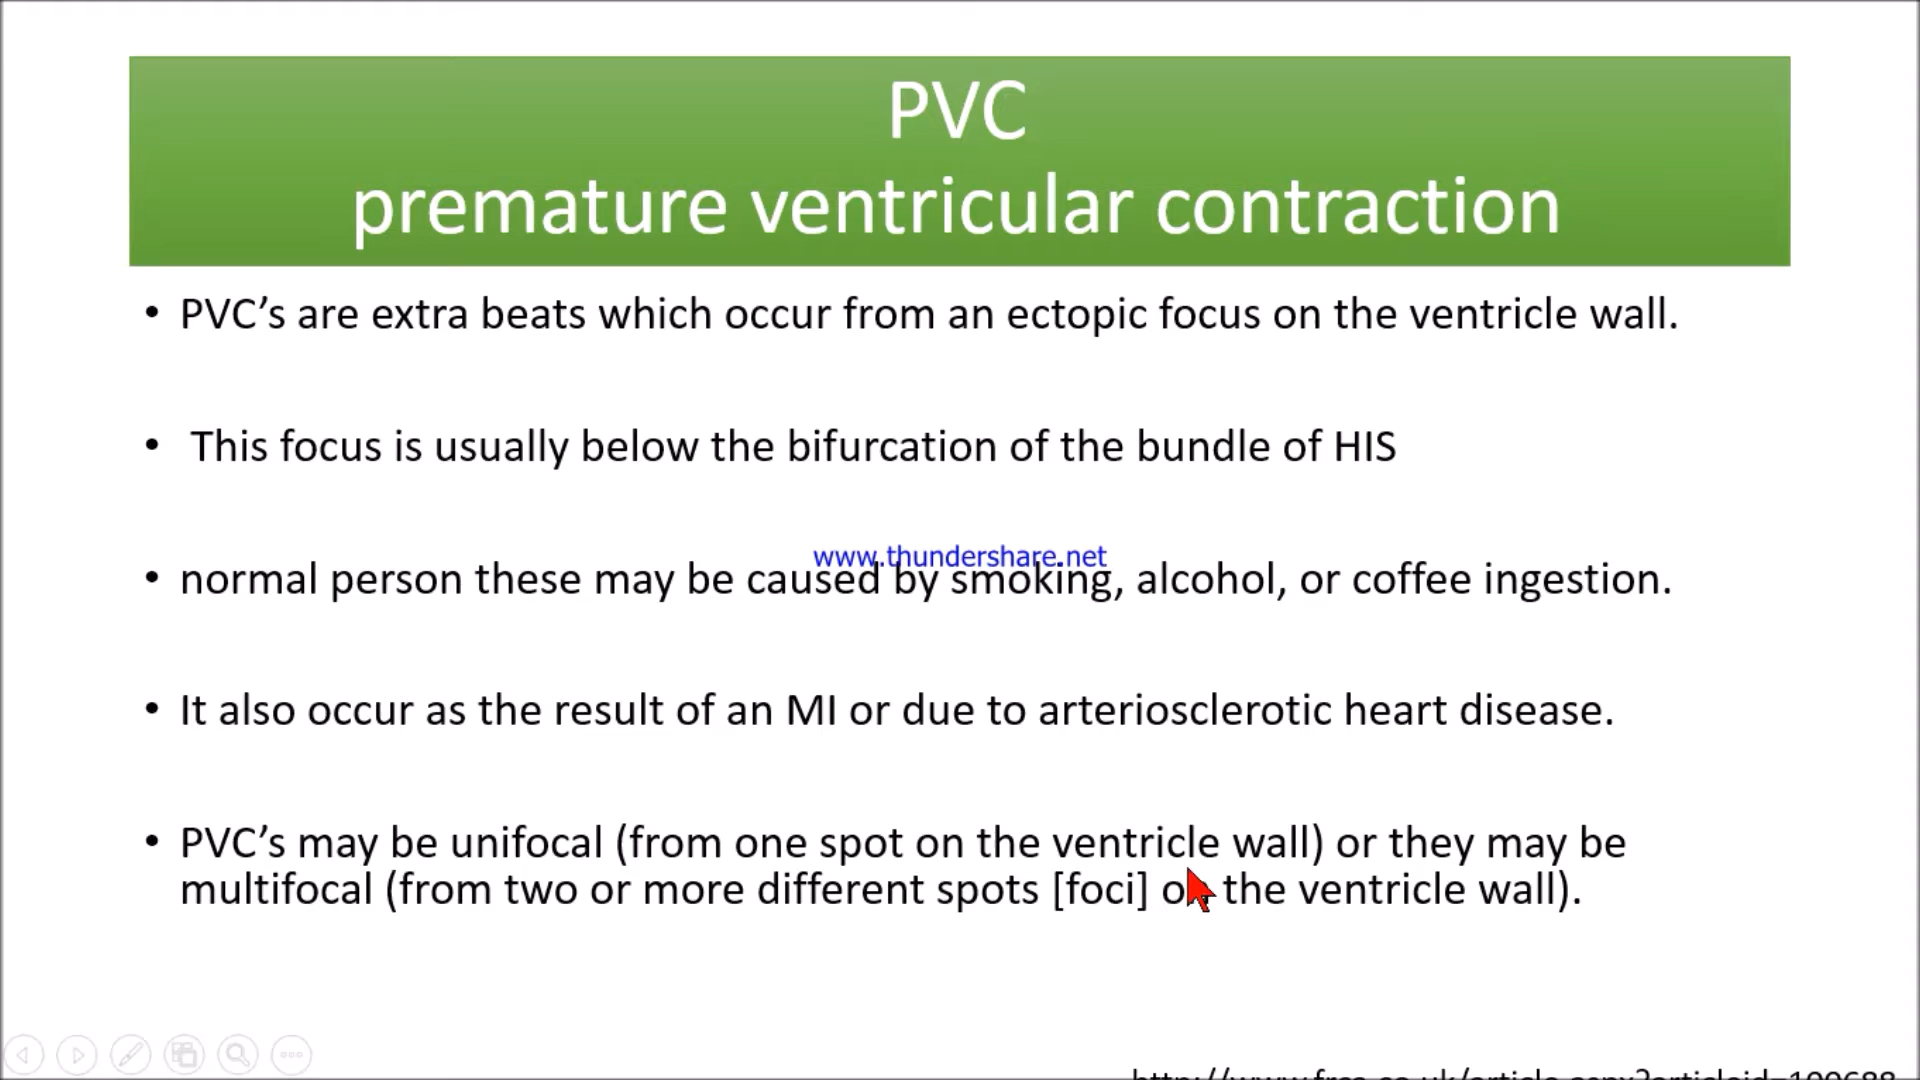 PVC
premature ventricular contraction
• PVC’s are extra beats which occur from an ectopic focus on the ventricle wall.
• This focus is usually below the bifurcation of the bundle of HIS
www.thundershare.net
• normal person these may be caused by smoking, alcohol, or coffee ingestion.
• It also occur as the result of an MI or due to arteriosclerotic heart disease.
• PVC’s may be unifocal (from one spot on the ventricle wall) or they may be
multifocal (from two or more different spots [foci] on the ventricle wall).